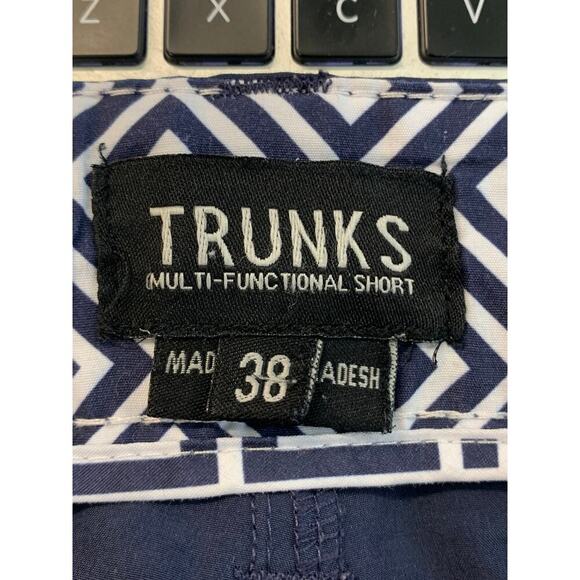 Z X C V
TRUNKS
MULTI-FUNCTIONAL SHORT
MAD 38 ADESH